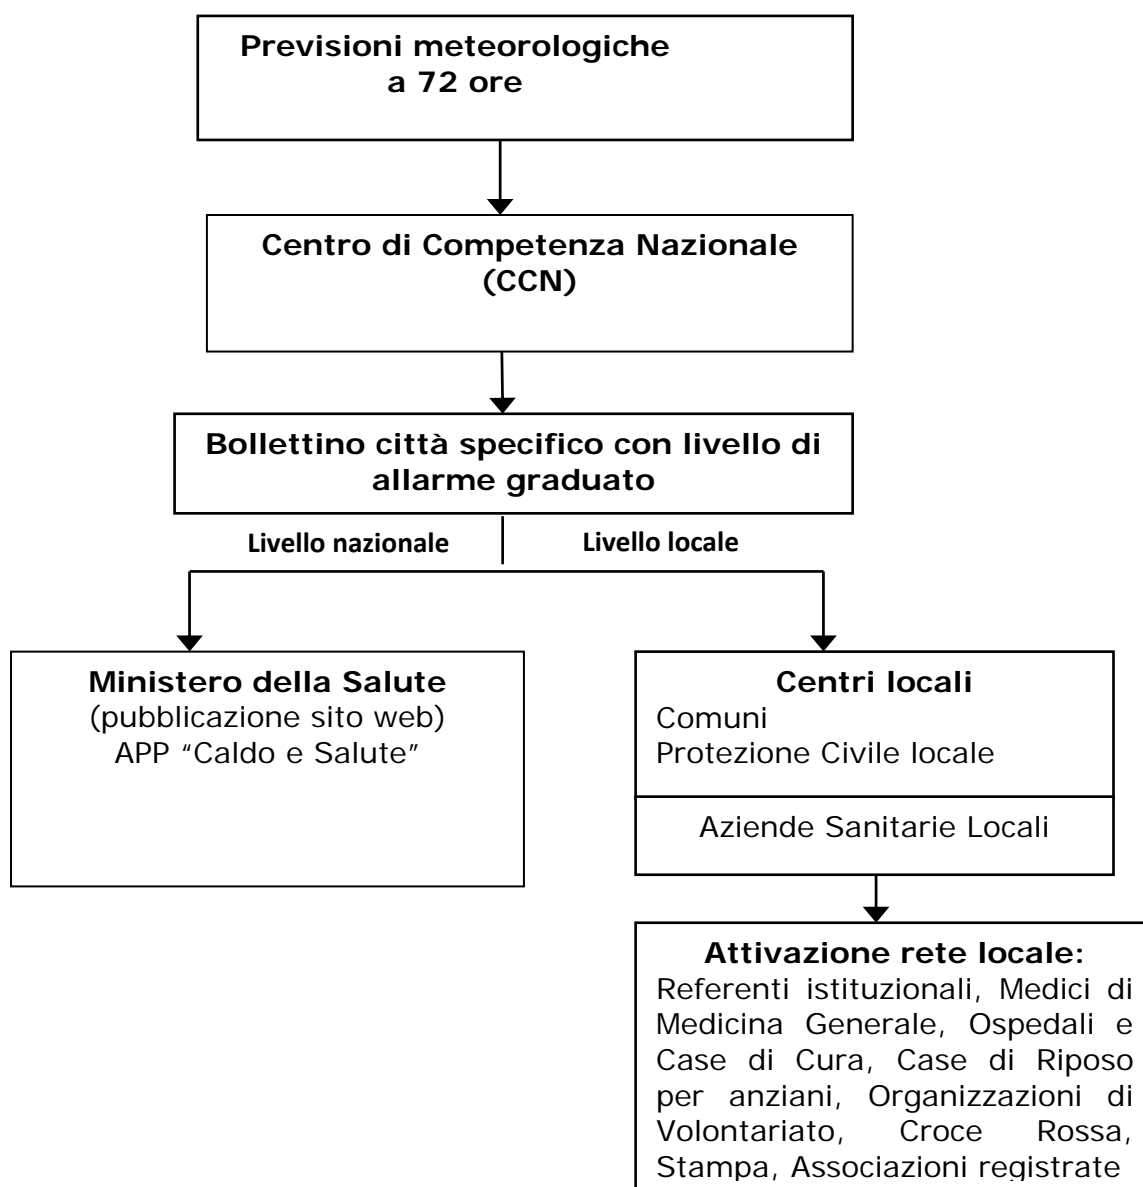 Previsioni meteorologiche
a 72 ore
Centro di Competenza Nazionale
(CCN)
Bollettino città specifico con livello di
allarme graduato
Livello nazionale
Livello locale
Ministero della Salute
(pubblicazione sito web)
APP “Caldo e Salute”
Centri locali
Comuni
Protezione Civile locale
Aziende Sanitarie Locali
Attivazione rete locale:
Referenti istituzionali, Medici di
Medicina Generale, Ospedali e
Case di Cura, Case di Riposo
per anziani, Organizzazioni di
Volontariato, Croce Rossa,
Stampa, Associazioni registrate